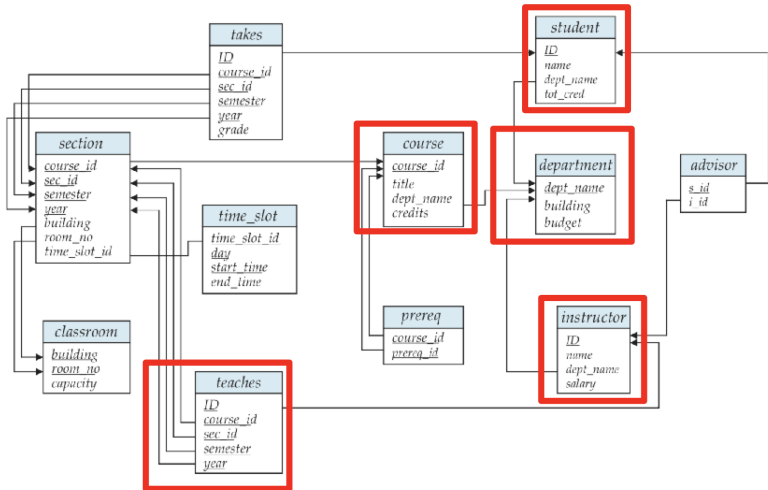 takes
ID
course_id
sec_id
semester
year
grade
student
ID
name
dept_name
tot_cred
section
course_id
sec_id
semester
year
building
room_no
time_slot_id
course
course_id
title
dept_name
credits
department
dept_name
building
budget
advisor
s_id
i_id
time_slot
time_slot_id
day
start_time
end_time
prereq
course_id
prereq_id
instructor
ID
name
dept_name
salary
classroom
building
room_no
capacity
teaches
ID
course_id
sec_id
semester
year